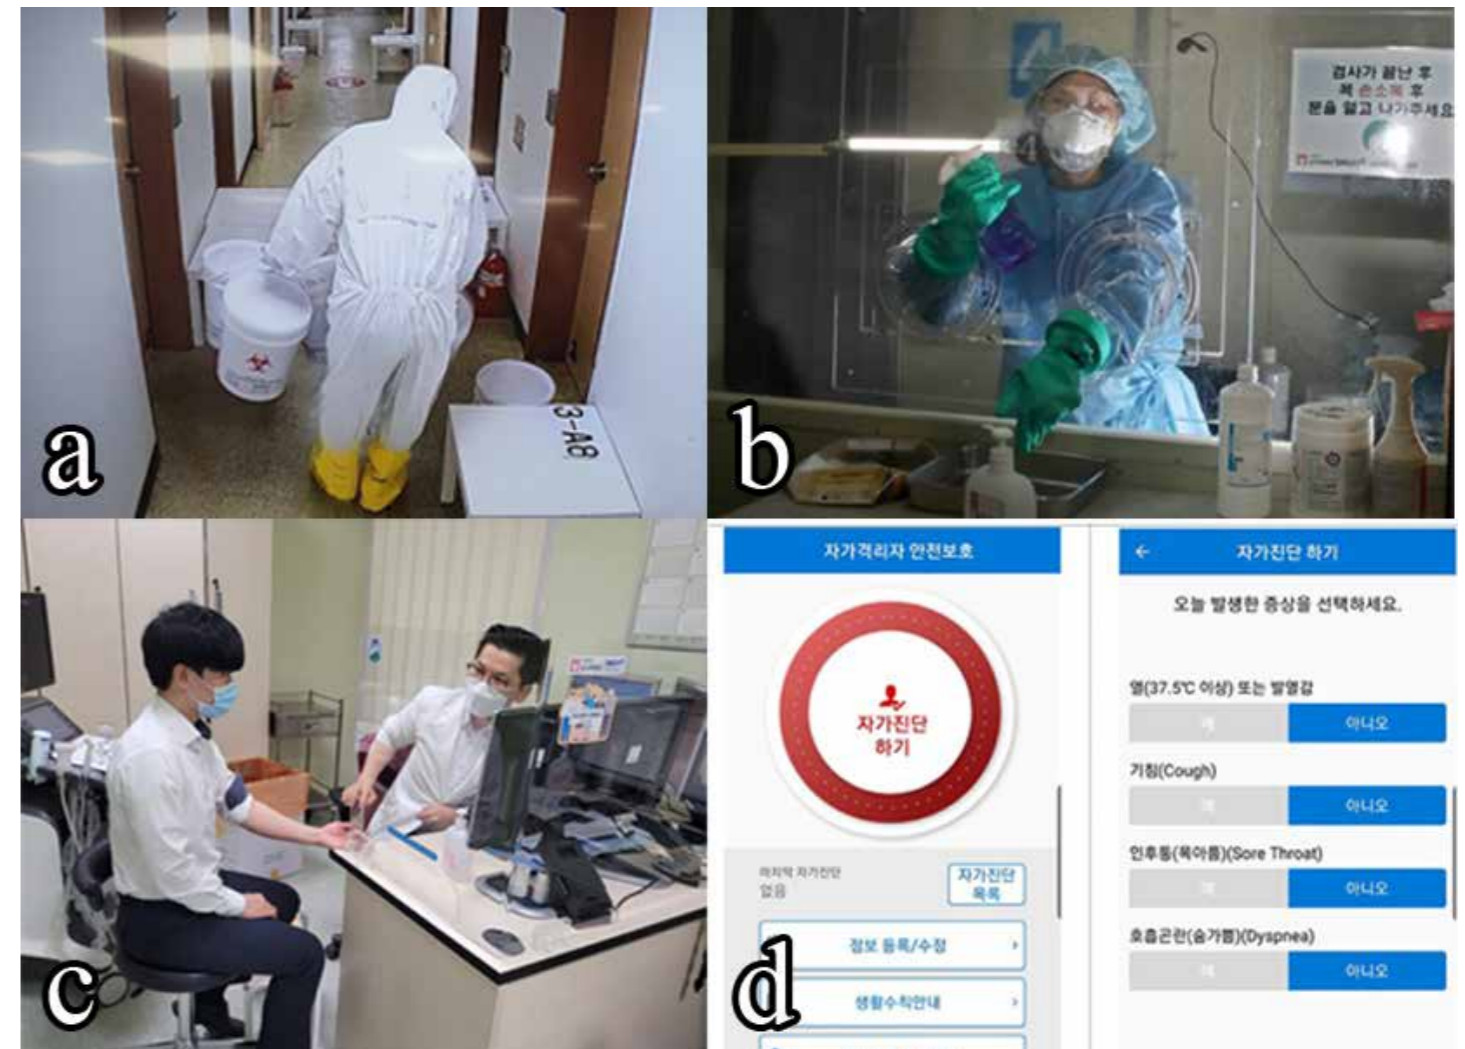 3-A8
a
4
검사가 끝난 후
꼭 손소독 후
문을 열고 나가주세요
b
c
자가격리자 안전보호
자가진단
하기
마지막 자가진단
없음
자가진단
목록
정보 등록/수정
생활수칙안내
d
← 자가진단 하기
오늘 발생한 증상을 선택하세요.
열(37.5℃ 이상) 또는 발열감
예 아니오
기침(Cough)
예 아니오
인후통(목아픔)(Sore Throat)
예 아니오
호흡곤란(숨가쁨)(Dyspnea)
예 아니오